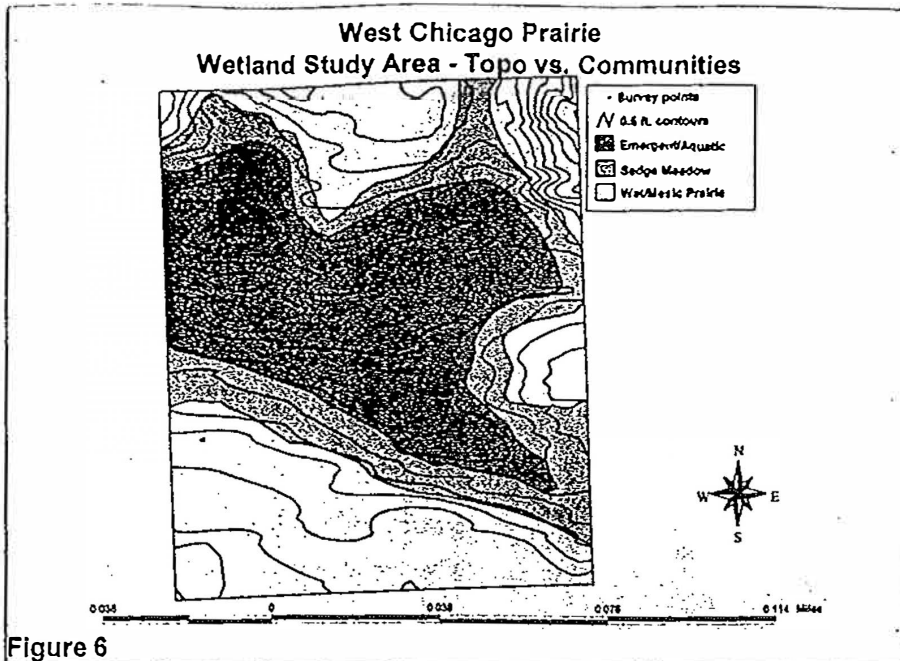 West Chicago Prairie
Wetland Study Area - Topo vs. Communities
Survey points
0.5 ft. contours
Emergent/Aquatic
Sedge Meadow
Wet/Mesic Prairie
N
W E
S
0.038 0 0.038 0.076 0.114 Miles
Figure 6